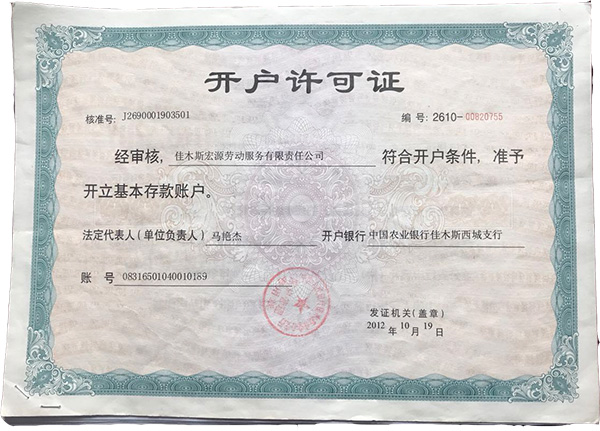 开户许可证
核准号: J2690001903501 编号: 2610-00820755
经审核, 佳木斯宏源劳动服务有限责任公司 符合开户条件, 准予
开立基本存款账户。
法定代表人(单位负责人) 马艳杰 开户银行 中国农业银行佳木斯西城支行
账 号 08316501040010189
发证机关(盖章)
2012 年 10 月 19 日